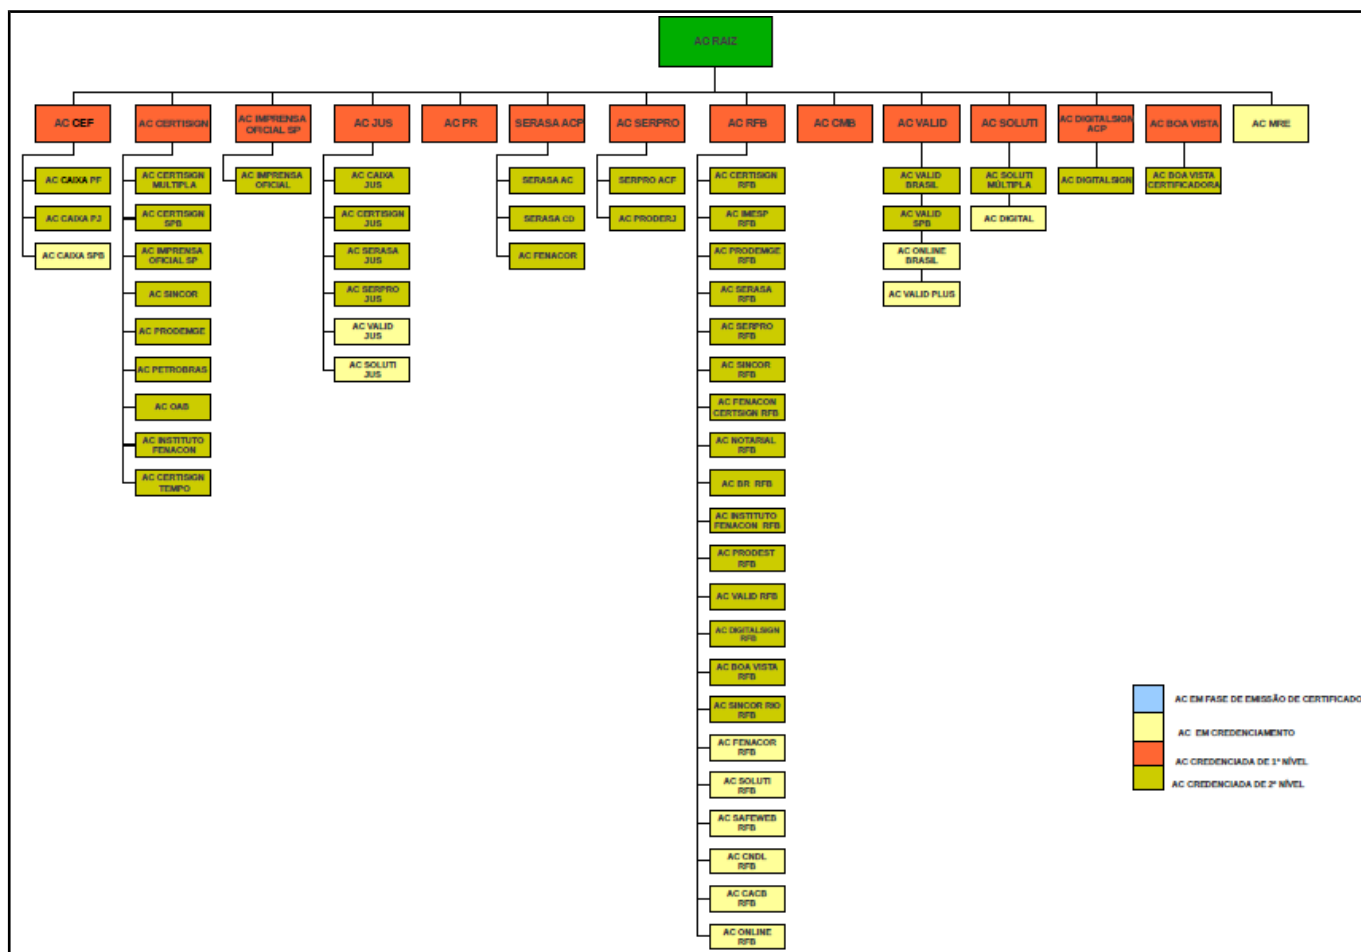 AC RAIZ
AC CEF
AC CERTISIGN
AC IMPRENSA
OFICIAL SP
AC JUS
AC PR
SERASA ACP
AC SERPRO
AC RFB
AC CMB
AC VALID
AC SOLUTI
AC DIGITALSIGN
ACP
AC BOA VISTA
AC MRE
AC CAIXA PF
AC CAIXA PJ
AC CAIXA SPB
AC CERTISIGN
MULTIPLA
AC CERTISIGN
SPB
AC IMPRENSA
OFICIAL SP
AC SINCOR
AC PRODEMGE
AC PETROBRAS
AC OAB
AC INSTITUTO
FENACON
AC CERTISIGN
TEMPO
AC IMPRENSA
OFICIAL
AC CAIXA
JUS
AC CERTISIGN
JUS
AC SERASA
JUS
AC SERPRO
JUS
AC VALID
JUS
AC SOLUTI
JUS
SERASA AC
SERASA CD
AC FENACOR
SERPRO ACF
AC PRODERJ
AC CERTISIGN
RFB
AC IMESP
RFB
AC PRODEMGE
RFB
AC SERASA
RFB
AC SERPRO
RFB
AC SINCOR
RFB
AC FENACON
CERTSIGN RFB
AC NOTARIAL
RFB
AC BR RFB
AC INSTITUTO
FENACON RFB
AC PRODEST
RFB
AC VALID RFB
AC DIGITALSIGN
RFB
AC BOA VISTA
RFB
AC SINCOR RIO
RFB
AC FENACOR
RFB
AC SOLUTI
RFB
AC SAFEWEB
RFB
AC CNDL
RFB
AC CACB
RFB
AC ONLINE
RFB
AC VALID
BRASIL
AC VALID
SPB
AC ONLINE
BRASIL
AC VALID PLUS
AC SOLUTI
MÚLTIPLA
AC DIGITAL
AC DIGITALSIGN
AC BOA VISTA
CERTIFICADORA
AC EM FASE DE EMISSÃO DE CERTIFICADO
AC EM CREDENCIAMENTO
AC CREDENCIADA DE 1º NÍVEL
AC CREDENCIADA DE 2º NÍVEL